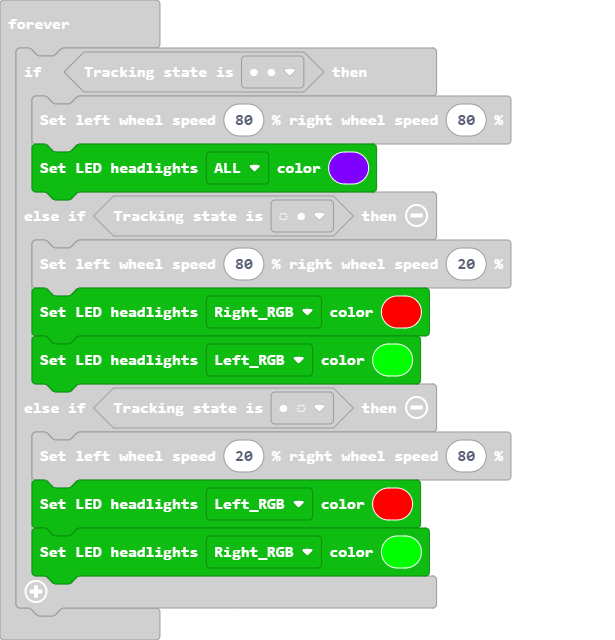 forever
if Tracking state is ● ● then
Set left wheel speed 80 % right wheel speed 80 %
Set LED headlights ALL color
else if Tracking state is ◌ ● then
Set left wheel speed 80 % right wheel speed 20 %
Set LED headlights Right_RGB color
Set LED headlights Left_RGB color
else if Tracking state is ● ◌ then
Set left wheel speed 20 % right wheel speed 80 %
Set LED headlights Left_RGB color
Set LED headlights Right_RGB color